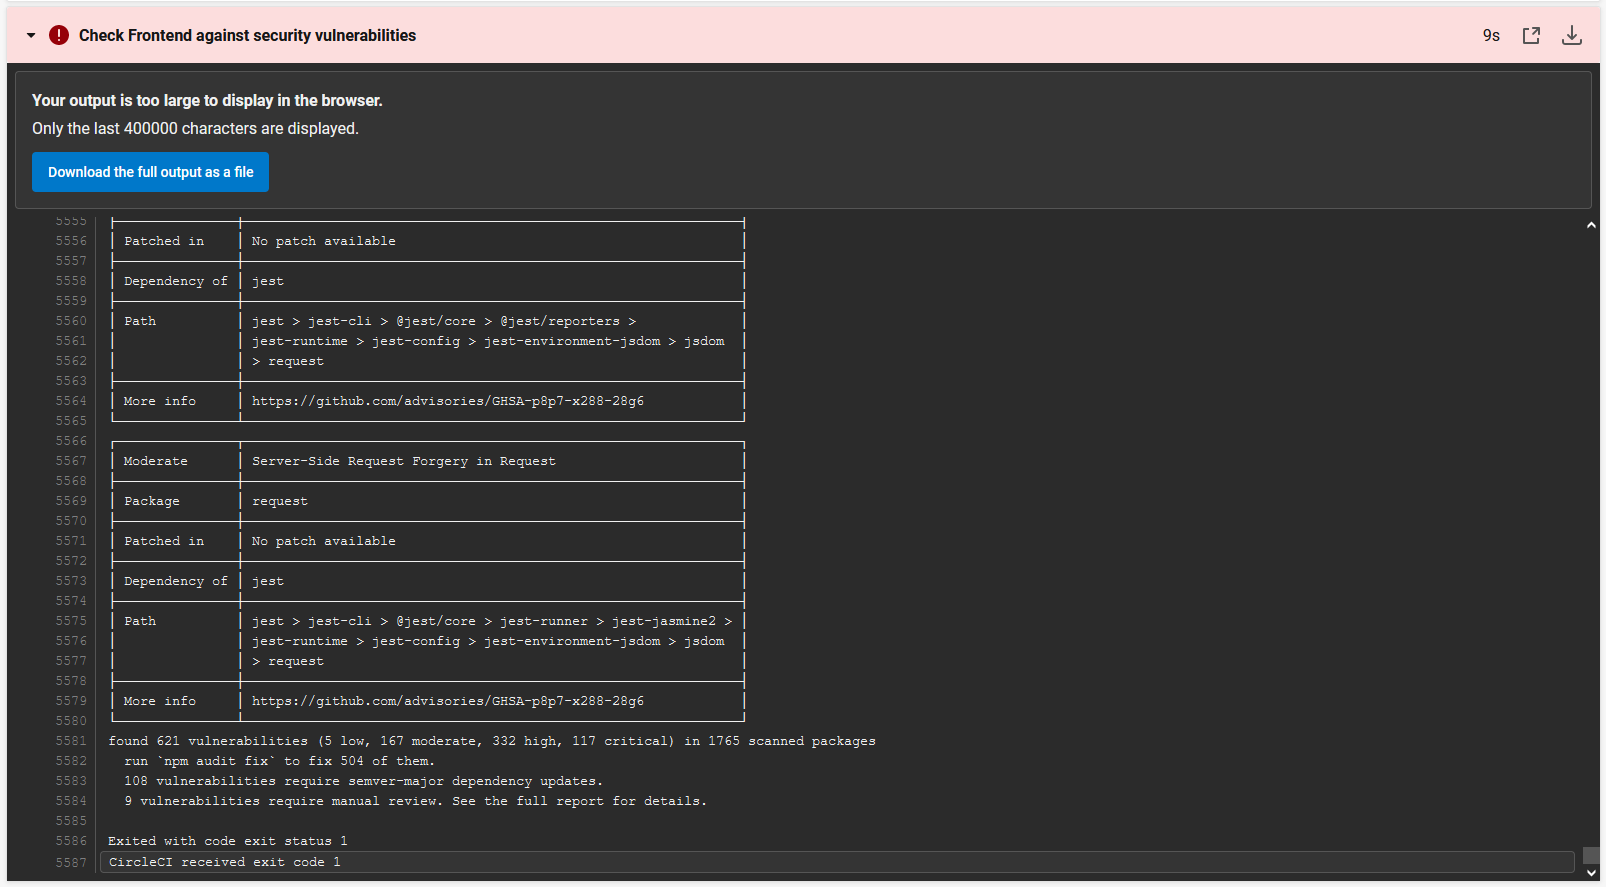 Check Frontend against security vulnerabilities 9s
Your output is too large to display in the browser.
Only the last 400000 characters are displayed.
Download the full output as a file
5555
5556 Patched in No patch available
5557
5558 Dependency of jest
5559
5560 Path jest > jest-cli > @jest/core > @jest/reporters >
5561 jest-runtime > jest-config > jest-environment-jsdom > jsdom
5562 > request
5563
5564 More info https://github.com/advisories/GHSA-p8p7-x288-28g6
5565
5566
5567 Moderate Server-Side Request Forgery in Request
5568
5569 Package request
5570
5571 Patched in No patch available
5572
5573 Dependency of jest
5574
5575 Path jest > jest-cli > @jest/core > jest-runner > jest-jasmine2 >
5576 jest-runtime > jest-config > jest-environment-jsdom > jsdom
5577 > request
5578
5579 More info https://github.com/advisories/GHSA-p8p7-x288-28g6
5580
5581 found 621 vulnerabilities (5 low, 167 moderate, 332 high, 117 critical) in 1765 scanned packages
5582 run `npm audit fix` to fix 504 of them.
5583 108 vulnerabilities require semver-major dependency updates.
5584 9 vulnerabilities require manual review. See the full report for details.
5585
5586 Exited with code exit status 1
5587 CircleCI received exit code 1